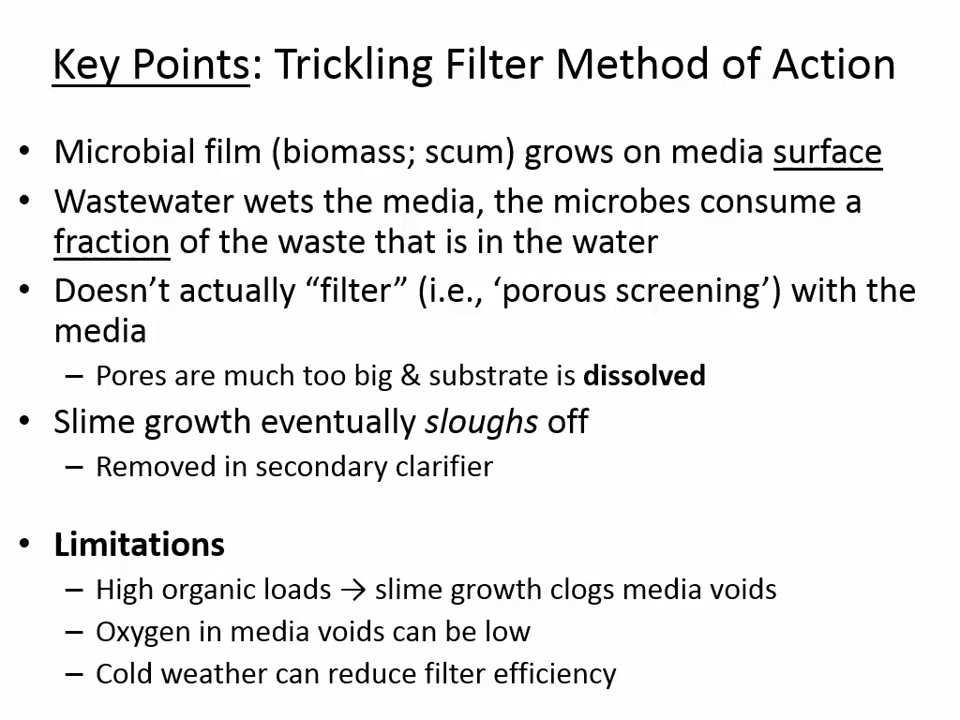 Key Points: Trickling Filter Method of Action
• Microbial film (biomass; scum) grows on media surface
• Wastewater wets the media, the microbes consume a
fraction of the waste that is in the water
• Doesn’t actually “filter” (i.e., ‘porous screening’) with the
media
– Pores are much too big & substrate is dissolved
• Slime growth eventually sloughs off
– Removed in secondary clarifier
• Limitations
– High organic loads → slime growth clogs media voids
– Oxygen in media voids can be low
– Cold weather can reduce filter efficiency